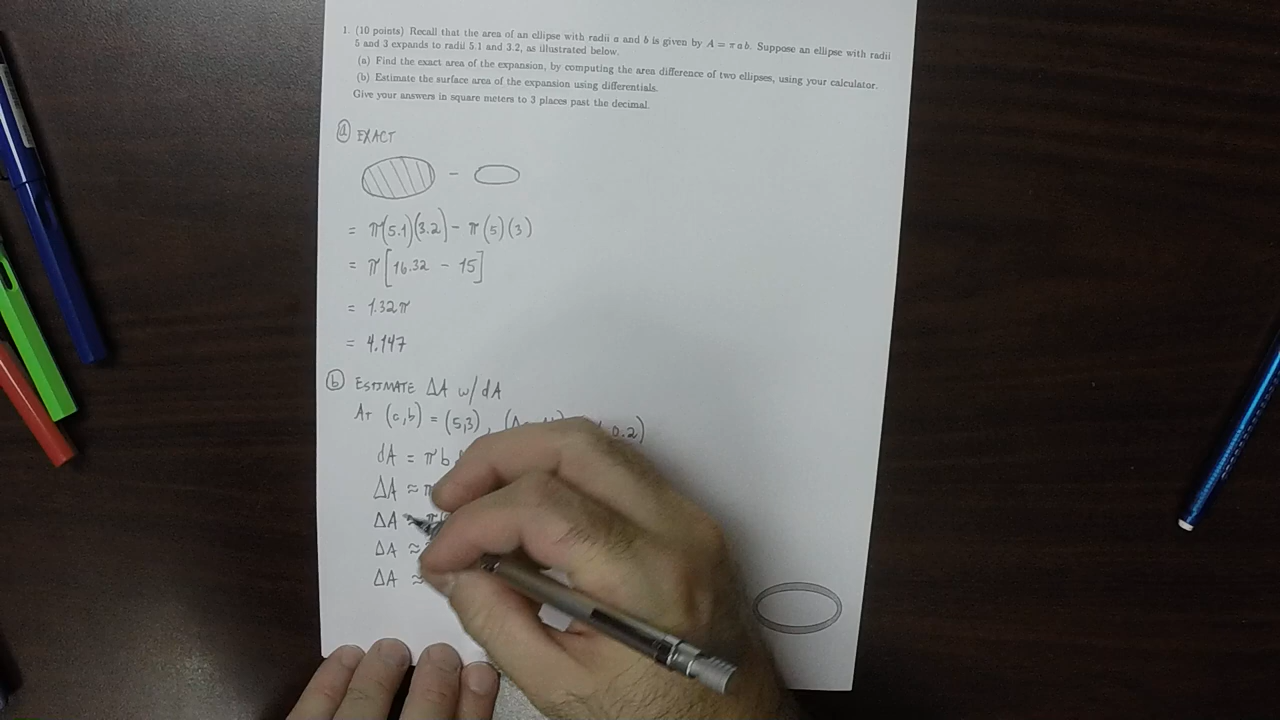 1. (10 points) Recall that the area of an ellipse with radii a and b is given by A = π a b. Suppose an ellipse with radii
5 and 3 expands to radii 5.1 and 3.2, as illustrated below.
(a) Find the exact area of the expansion, by computing the area difference of two ellipses, using your calculator.
(b) Estimate the surface area of the expansion using differentials.
Give your answers in square meters to 3 places past the decimal.
ⓐ EXACT
−
= π(5.1)(3.2) − π(5)(3)
= π[16.32 − 15]
= 1.32π
= 4.147
ⓑ ESTIMATE ΔA w/ dA
AT (a,b) = (5,3), 0.2)
dA = πb
ΔA ≈ π
ΔA ≈ π
ΔA ≈
ΔA ≈